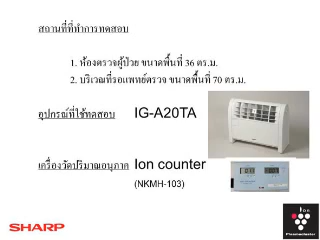 สถานที่ที่ทำการทดสอบ
1. ห้องตรวจผู้ป่วย ขนาดพื้นที่ 36 ตร.ม.
2. บริเวณที่รอแพทย์ตรวจ ขนาดพื้นที่ 70 ตร.ม.
อุปกรณ์ที่ใช้ทดสอบ IG-A20TA
เครื่องวัดปริมาณอนุภาค Ion counter
(NKMH-103)
SHARP
Ion
Plasmacluster